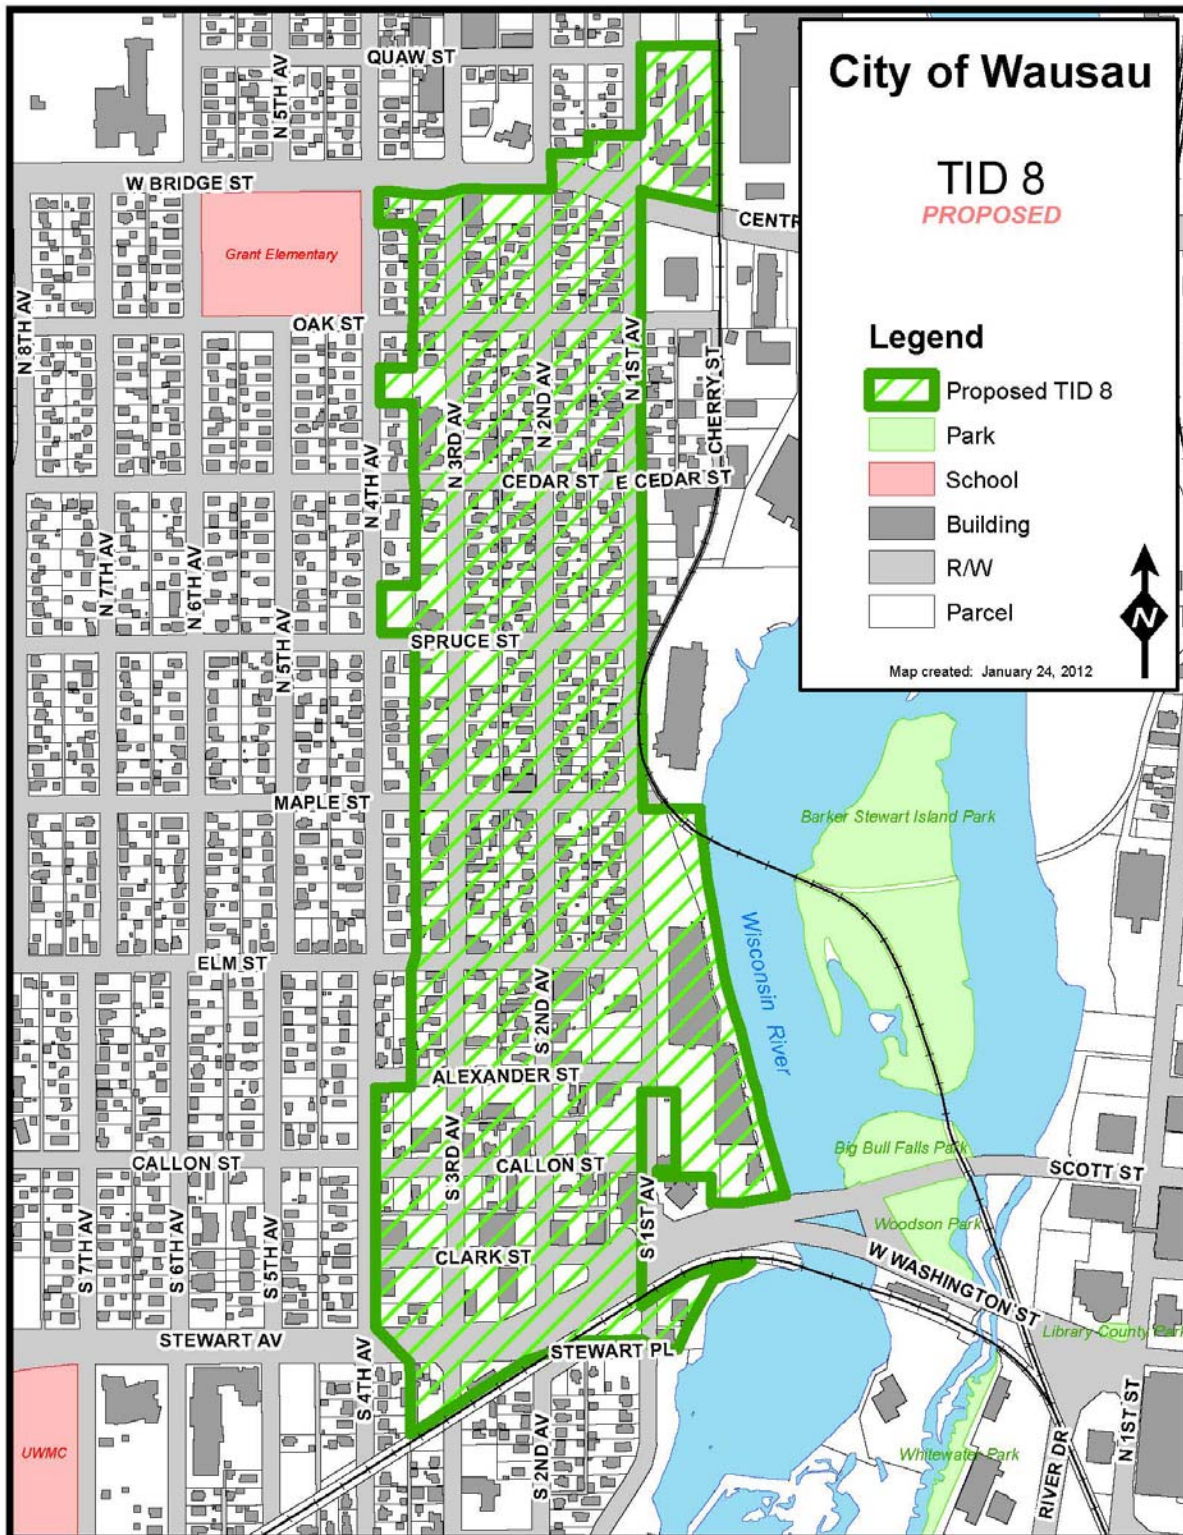 City of Wausau
TID 8
PROPOSED
Legend
Proposed TID 8
Park
School
Building
R/W
Parcel
N
Map created: January 24, 2012
QUAW ST
N 5TH AV
W BRIDGE ST
CENTR
Grant Elementary
OAK ST
N 8TH AV
N 1ST AV
N 2ND AV
CHERRY ST
N 3RD AV
N 4TH AV
CEDAR ST
E CEDAR ST
N 7TH AV
N 6TH AV
N 5TH AV
SPRUCE ST
MAPLE ST
Barker Stewart Island Park
Wisconsin River
ELM ST
S 2ND AV
ALEXANDER ST
S 3RD AV
CALLON ST
CALLON ST
Big Bull Falls Park
SCOTT ST
S 1ST AV
Woodson Park
S 7TH AV
S 6TH AV
S 5TH AV
CLARK ST
W WASHINGTON ST
STEWART AV
STEWART PL
Library County Park
S 4TH AV
S 2ND AV
UWMC
Whitewater Park
RIVER DR
N 1ST ST